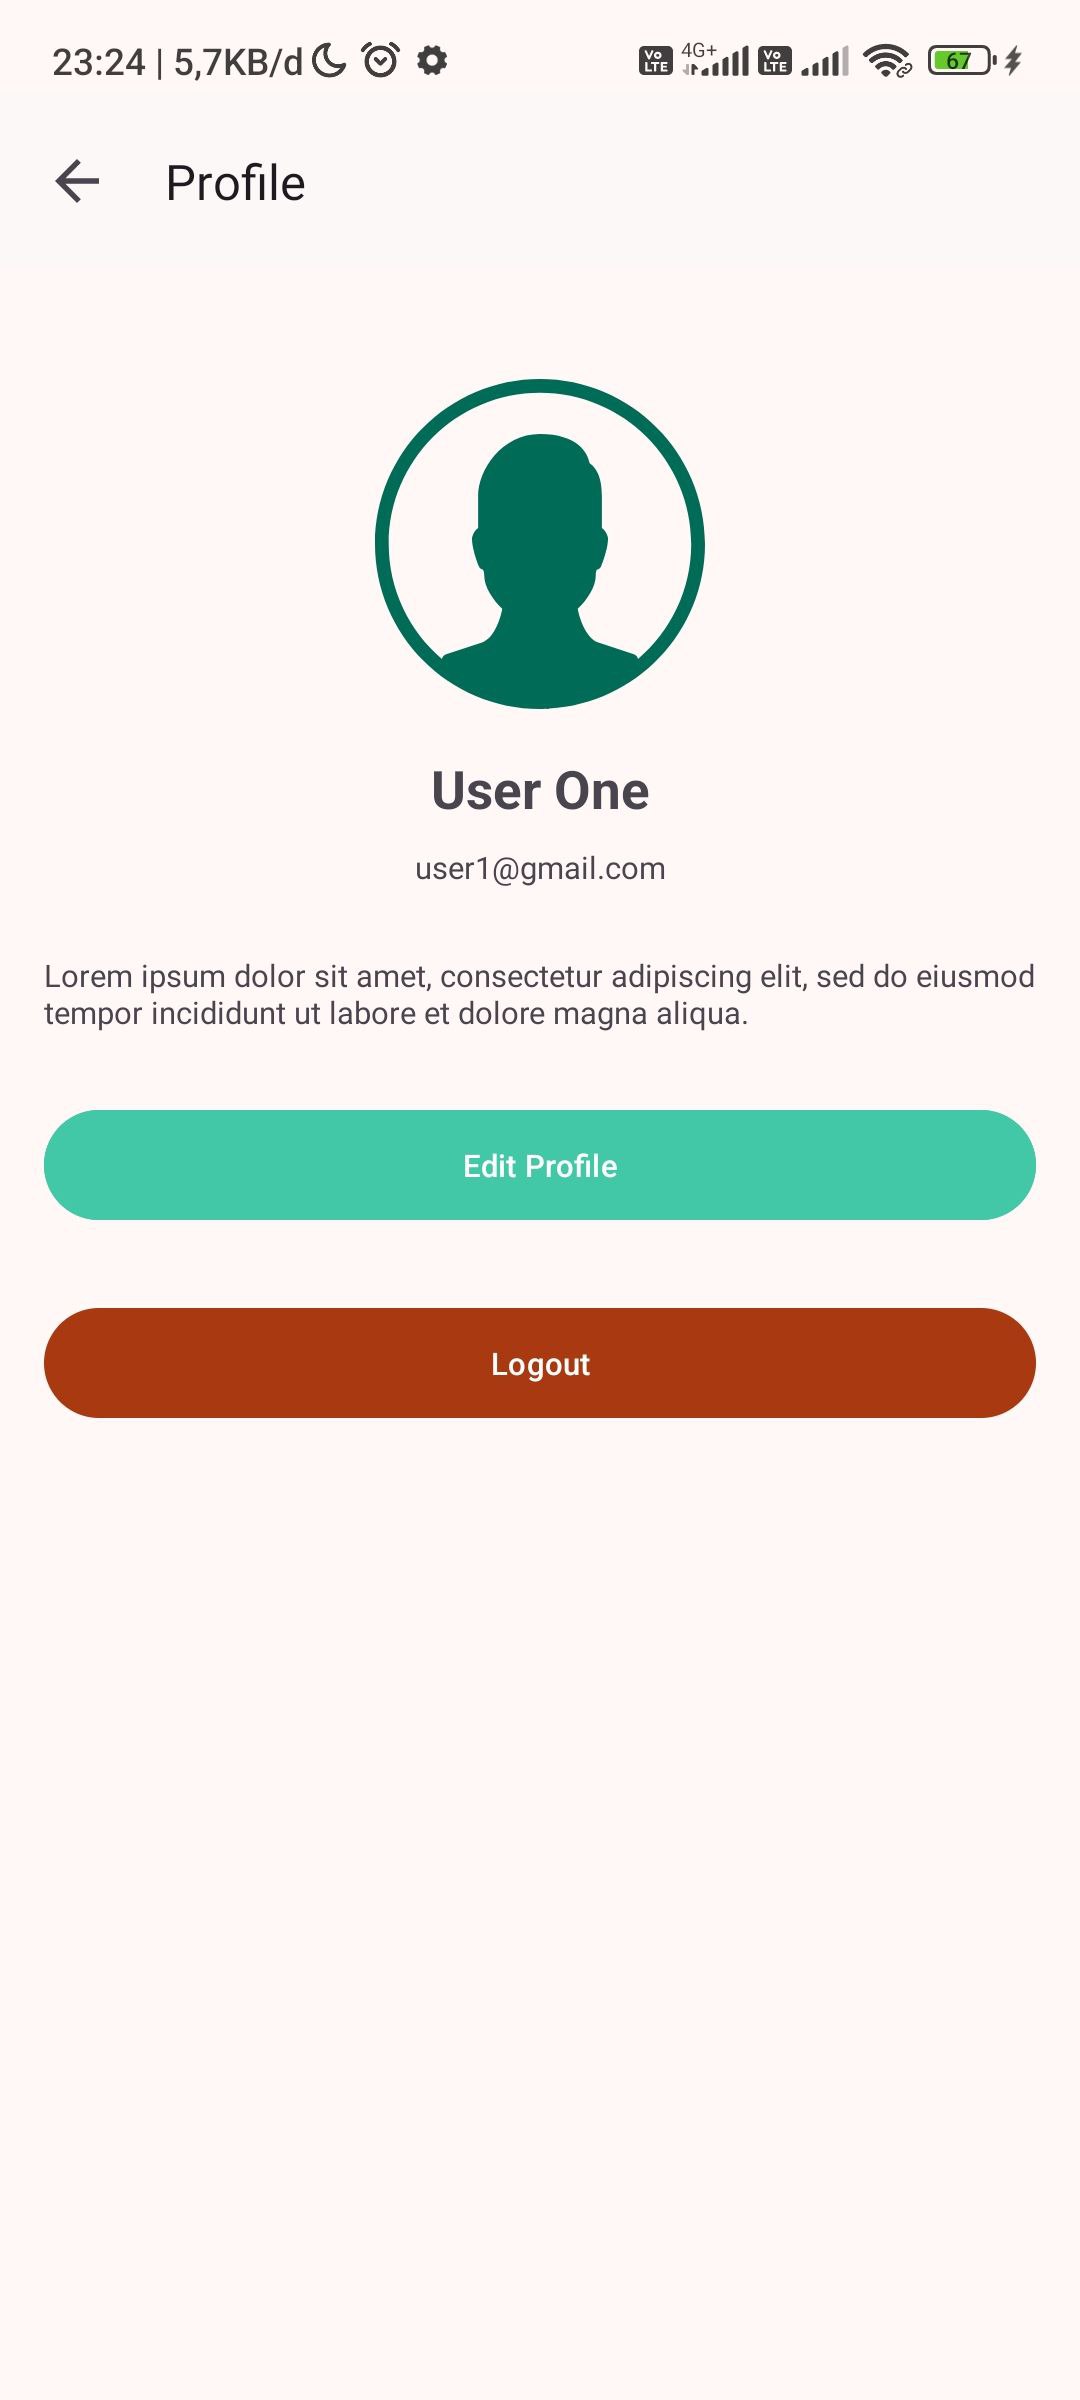 23:24 | 5,7KB/d
Vo LTE 4G+ Vo LTE 67
Profile
User One
user1@gmail.com
Lorem ipsum dolor sit amet, consectetur adipiscing elit, sed do eiusmod
tempor incididunt ut labore et dolore magna aliqua.
Edit Profile
Logout